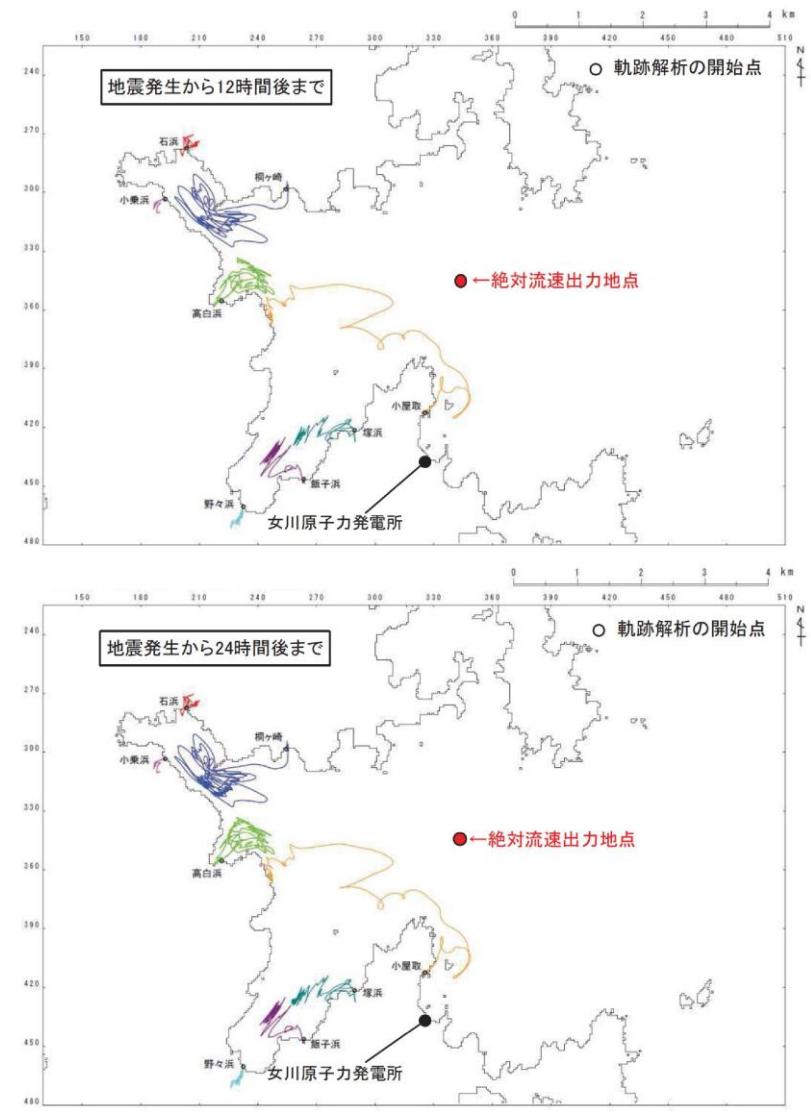 0 1 2 3 4 km
150 180 210 240 270 300 330 360 390 420 450 480 510
N
地震発生から12時間後まで
○ 軌跡解析の開始点
240
270
300
330
360
390
420
450
480
石浜
桐ヶ崎
小乗浜
←絶対流速出力地点
高白浜
小屋取
塚浜
飯子浜
野々浜
女川原子力発電所
0 1 2 3 4 km
150 180 210 240 270 300 330 360 390 420 450 480 510
N
地震発生から24時間後まで
○ 軌跡解析の開始点
240
270
300
330
360
390
420
450
480
石浜
桐ヶ崎
小乗浜
←絶対流速出力地点
高白浜
小屋取
塚浜
飯子浜
野々浜
女川原子力発電所